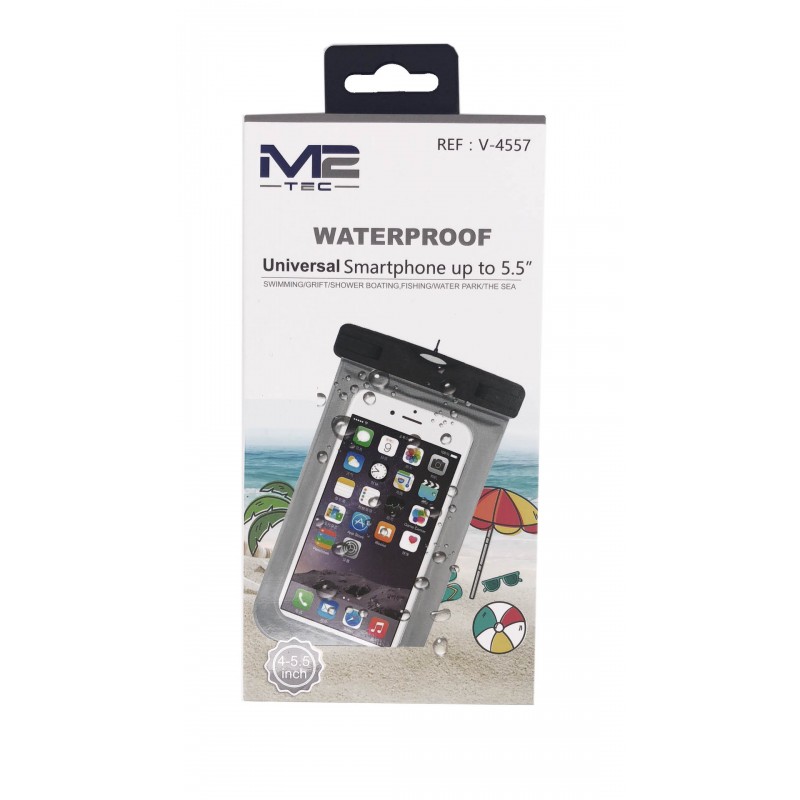 M2
TEC
REF : V-4557
WATERPROOF
Universal Smartphone up to 5.5”
SWIMMING/GRIFT/SHOWER BOATING,FISHING/WATER PARK/THE SEA
4-5.5
inch